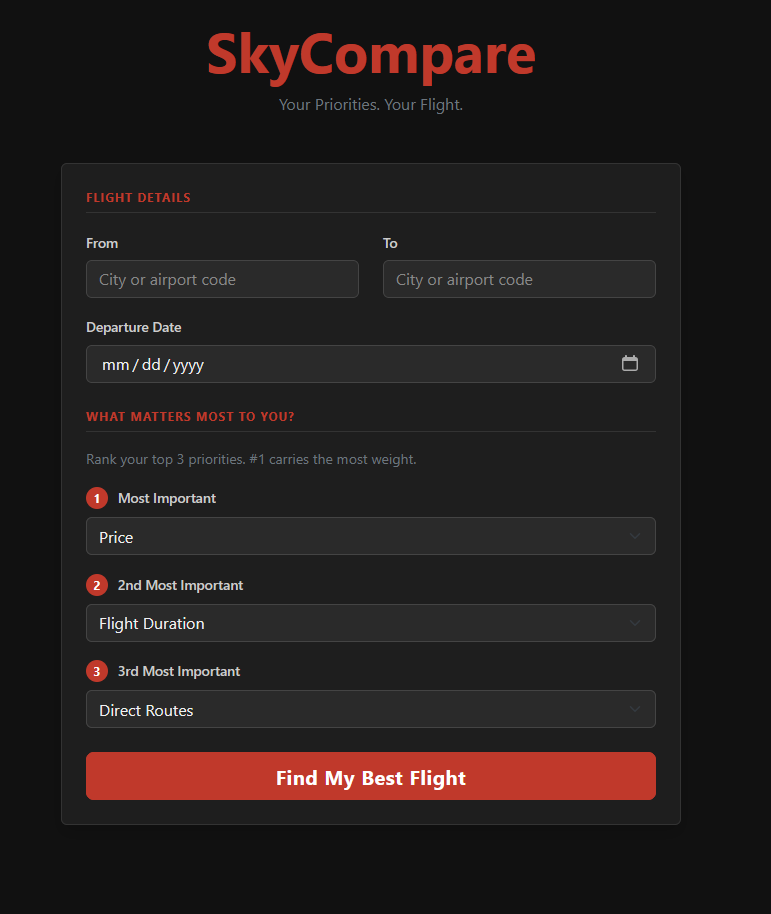 SkyCompare
Your Priorities. Your Flight.
FLIGHT DETAILS
From
To
City or airport code
City or airport code
Departure Date
mm/dd/yyyy
WHAT MATTERS MOST TO YOU?
Rank your top 3 priorities. #1 carries the most weight.
1 Most Important
Price
2 2nd Most Important
Flight Duration
3 3rd Most Important
Direct Routes
Find My Best Flight